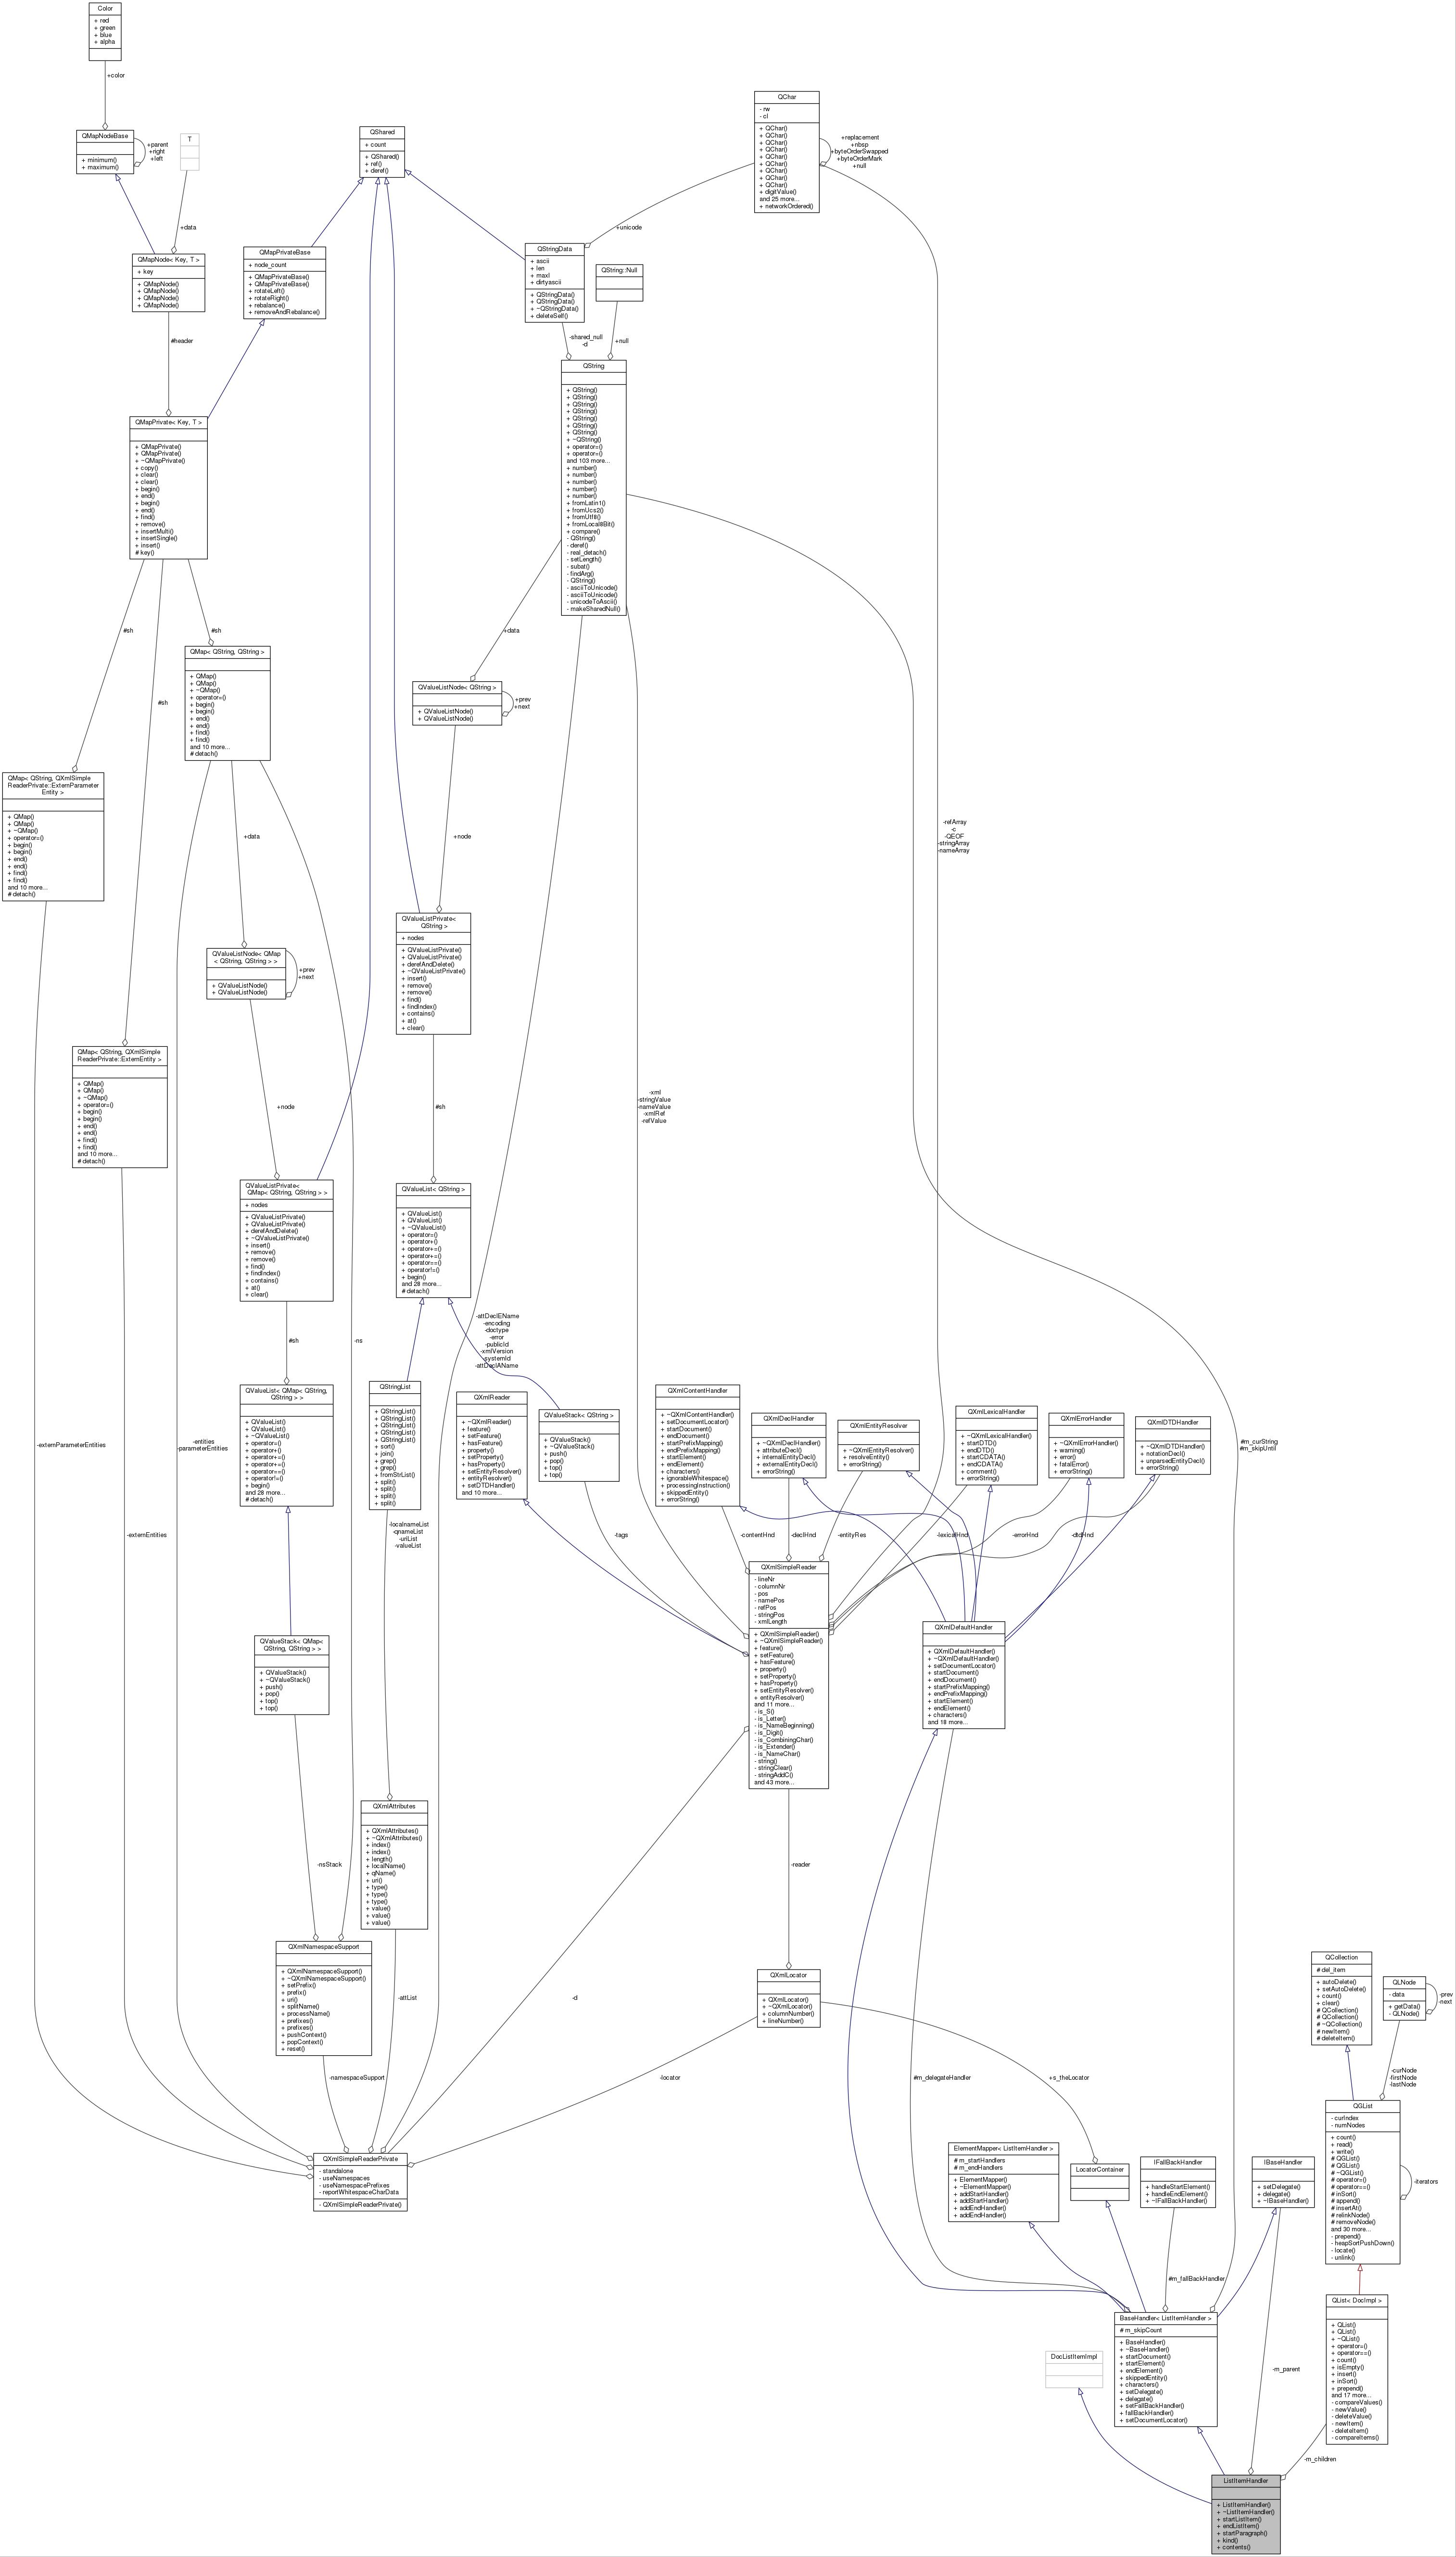 Color
+ red
+ green
+ blue
+ alpha
+color
QMapNodeBase
+ minimum()
+ maximum()
+parent
+right
+left
T
+data
QMapNode< Key, T >
+ key
+ QMapNode()
+ QMapNode()
+ QMapNode()
+ QMapNode()
#header
QShared
+ count
+ QShared()
+ ref()
+ deref()
QMapPrivateBase
+ node_count
+ QMapPrivateBase()
+ QMapPrivateBase()
+ rotateLeft()
+ rotateRight()
+ rebalance()
+ removeAndRebalance()
QChar
- rw
- cl
+ QChar()
+ QChar()
+ QChar()
+ QChar()
+ QChar()
+ QChar()
+ QChar()
+ QChar()
+ QChar()
+ digitValue()
and 25 more...
+ networkOrdered()
+replacement
+nbsp
+byteOrderSwapped
+byteOrderMark
+null
+unicode
QStringData
+ ascii
+ len
+ maxl
+ dirtyascii
+ QStringData()
+ QStringData()
+ ~QStringData()
+ deleteSelf()
QString::Null
-shared_null
-d
+null
QString
+ QString()
+ QString()
+ QString()
+ QString()
+ QString()
+ QString()
+ QString()
+ ~QString()
+ operator=()
+ operator=()
and 103 more...
+ number()
+ number()
+ number()
+ number()
+ number()
+ fromLatin1()
+ fromUcs2()
+ fromUtf8()
+ fromLocal8Bit()
+ compare()
- QString()
- deref()
- real_detach()
- setLength()
- subat()
- findArg()
- QString()
- asciiToUnicode()
- asciiToUnicode()
- unicodeToAscii()
- makeSharedNull()
QMapPrivate< Key, T >
+ QMapPrivate()
+ QMapPrivate()
+ ~QMapPrivate()
+ copy()
+ clear()
+ clear()
+ begin()
+ end()
+ begin()
+ end()
+ find()
+ remove()
+ insertMulti()
+ insertSingle()
+ insert()
# key()
#sh
#sh
#sh
QMap< QString, QString >
+ QMap()
+ QMap()
+ ~QMap()
+ operator=()
+ begin()
+ begin()
+ end()
+ end()
+ find()
+ find()
and 10 more...
# detach()
+data
QValueListNode< QString >
+ QValueListNode()
+ QValueListNode()
+prev
+next
QMap< QString, QXmlSimple
ReaderPrivate::ExternParameter
Entity >
+ QMap()
+ QMap()
+ ~QMap()
+ operator=()
+ begin()
+ begin()
+ end()
+ end()
+ find()
+ find()
and 10 more...
# detach()
+data
+node
-refArray
-c
-QEOF
-stringArray
-nameArray
QValueListPrivate<
QString >
+ nodes
+ QValueListPrivate()
+ QValueListPrivate()
+ derefAndDelete()
+ ~QValueListPrivate()
+ insert()
+ remove()
+ remove()
+ find()
+ findIndex()
+ contains()
+ at()
+ clear()
QValueListNode< QMap
< QString, QString > >
+ QValueListNode()
+ QValueListNode()
+prev
+next
QMap< QString, QXmlSimple
ReaderPrivate::ExternEntity >
+ QMap()
+ QMap()
+ ~QMap()
+ operator=()
+ begin()
+ begin()
+ end()
+ end()
+ find()
+ find()
and 10 more...
# detach()
+node
#sh
-xml
-stringValue
-nameValue
-xmlRef
-refValue
QValueListPrivate<
QMap< QString, QString > >
+ nodes
+ QValueListPrivate()
+ QValueListPrivate()
+ derefAndDelete()
+ ~QValueListPrivate()
+ insert()
+ remove()
+ remove()
+ find()
+ findIndex()
+ contains()
+ at()
+ clear()
QValueList< QString >
+ QValueList()
+ QValueList()
+ ~QValueList()
+ operator=()
+ operator+()
+ operator+=()
+ operator+=()
+ operator==()
+ operator!=()
+ begin()
and 28 more...
# detach()
#sh
-ns
-attDeclEName
-encoding
-doctype
-error
-publicId
-xmlVersion
-systemId
-attDeclAName
QValueList< QMap< QString,
QString > >
+ QValueList()
+ QValueList()
+ ~QValueList()
+ operator=()
+ operator+()
+ operator+=()
+ operator+=()
+ operator==()
+ operator!=()
+ begin()
and 28 more...
# detach()
-externParameterEntities
-entities
-parameterEntities
-externEntities
QStringList
+ QStringList()
+ QStringList()
+ QStringList()
+ QStringList()
+ QStringList()
+ sort()
+ join()
+ grep()
+ grep()
+ fromStrList()
+ split()
+ split()
+ split()
+ split()
QXmlReader
+ ~QXmlReader()
+ feature()
+ setFeature()
+ hasFeature()
+ property()
+ setProperty()
+ hasProperty()
+ setEntityResolver()
+ entityResolver()
+ setDTDHandler()
and 10 more...
QValueStack< QString >
+ QValueStack()
+ ~QValueStack()
+ push()
+ pop()
+ top()
+ top()
QXmlContentHandler
+ ~QXmlContentHandler()
+ setDocumentLocator()
+ startDocument()
+ endDocument()
+ startPrefixMapping()
+ endPrefixMapping()
+ startElement()
+ endElement()
+ characters()
+ ignorableWhitespace()
+ processingInstruction()
+ skippedEntity()
+ errorString()
QXmlDeclHandler
+ ~QXmlDeclHandler()
+ attributeDecl()
+ internalEntityDecl()
+ externalEntityDecl()
+ errorString()
QXmlEntityResolver
+ ~QXmlEntityResolver()
+ resolveEntity()
+ errorString()
QXmlLexicalHandler
+ ~QXmlLexicalHandler()
+ startDTD()
+ endDTD()
+ startCDATA()
+ endCDATA()
+ comment()
+ errorString()
QXmlErrorHandler
+ ~QXmlErrorHandler()
+ warning()
+ error()
+ fatalError()
+ errorString()
QXmlDTDHandler
+ ~QXmlDTDHandler()
+ notationDecl()
+ unparsedEntityDecl()
+ errorString()
#m_curString
#m_skipUntil
-localnameList
-qnameList
-uriList
-valueList
-tags
-contentHnd
-declHnd
-entityRes
-lexicalHnd
-errorHnd
-dtdHnd
QXmlSimpleReader
- lineNr
- columnNr
- pos
- namePos
- refPos
- stringPos
- xmlLength
+ QXmlSimpleReader()
+ ~QXmlSimpleReader()
+ feature()
+ setFeature()
+ hasFeature()
+ property()
+ setProperty()
+ hasProperty()
+ setEntityResolver()
+ entityResolver()
and 11 more...
- is_S()
- is_Letter()
- is_NameBeginning()
- is_Digit()
- is_CombiningChar()
- is_Extender()
- is_NameChar()
- string()
- stringClear()
- stringAddC()
and 43 more...
QXmlDefaultHandler
+ QXmlDefaultHandler()
+ ~QXmlDefaultHandler()
+ setDocumentLocator()
+ startDocument()
+ endDocument()
+ startPrefixMapping()
+ endPrefixMapping()
+ startElement()
+ endElement()
+ characters()
and 18 more...
QValueStack< QMap<
QString, QString > >
+ QValueStack()
+ ~QValueStack()
+ push()
+ pop()
+ top()
+ top()
QXmlAttributes
+ QXmlAttributes()
+ ~QXmlAttributes()
+ index()
+ index()
+ length()
+ localName()
+ qName()
+ uri()
+ type()
+ type()
+ type()
+ value()
+ value()
+ value()
-nsStack
-reader
QXmlNamespaceSupport
+ QXmlNamespaceSupport()
+ ~QXmlNamespaceSupport()
+ setPrefix()
+ prefix()
+ uri()
+ splitName()
+ processName()
+ prefixes()
+ prefixes()
+ pushContext()
+ popContext()
+ reset()
-attList
-d
QXmlLocator
+ QXmlLocator()
+ ~QXmlLocator()
+ columnNumber()
+ lineNumber()
QCollection
# del_item
+ autoDelete()
+ setAutoDelete()
+ count()
+ clear()
# QCollection()
# QCollection()
# ~QCollection()
# newItem()
# deleteItem()
QLNode
- data
+ getData()
- QLNode()
-prev
-next
-namespaceSupport
-locator
#m_delegateHandler
+s_theLocator
-curNode
-firstNode
-lastNode
QXmlSimpleReaderPrivate
- standalone
- useNamespaces
- useNamespacePrefixes
- reportWhitespaceCharData
- QXmlSimpleReaderPrivate()
ElementMapper< ListItemHandler >
# m_startHandlers
# m_endHandlers
+ ElementMapper()
+ ~ElementMapper()
+ addStartHandler()
+ addStartHandler()
+ addEndHandler()
+ addEndHandler()
LocatorContainer
IFallBackHandler
+ handleStartElement()
+ handleEndElement()
+ ~IFallBackHandler()
IBaseHandler
+ setDelegate()
+ delegate()
+ ~IBaseHandler()
QGList
- curIndex
- numNodes
+ count()
+ read()
+ write()
# QGList()
# QGList()
# ~QGList()
# operator=()
# operator==()
# inSort()
# append()
# insertAt()
# relinkNode()
# removeNode()
and 30 more...
- prepend()
- heapSortPushDown()
- locate()
- unlink()
-iterators
#m_fallBackHandler
BaseHandler< ListItemHandler >
# m_skipCount
+ BaseHandler()
+ ~BaseHandler()
+ startDocument()
+ startElement()
+ endElement()
+ skippedEntity()
+ characters()
+ setDelegate()
+ delegate()
+ setFallBackHandler()
+ fallBackHandler()
+ setDocumentLocator()
QList< DocImpl >
+ QList()
+ QList()
+ ~QList()
+ operator=()
+ operator==()
+ count()
+ isEmpty()
+ insert()
+ inSort()
+ prepend()
and 17 more...
- compareValues()
- newValue()
- deleteValue()
- newItem()
- deleteItem()
- compareItems()
DocListItemImpl
-m_parent
-m_children
ListItemHandler
+ ListItemHandler()
+ ~ListItemHandler()
+ startListItem()
+ endListItem()
+ startParagraph()
+ kind()
+ contents()